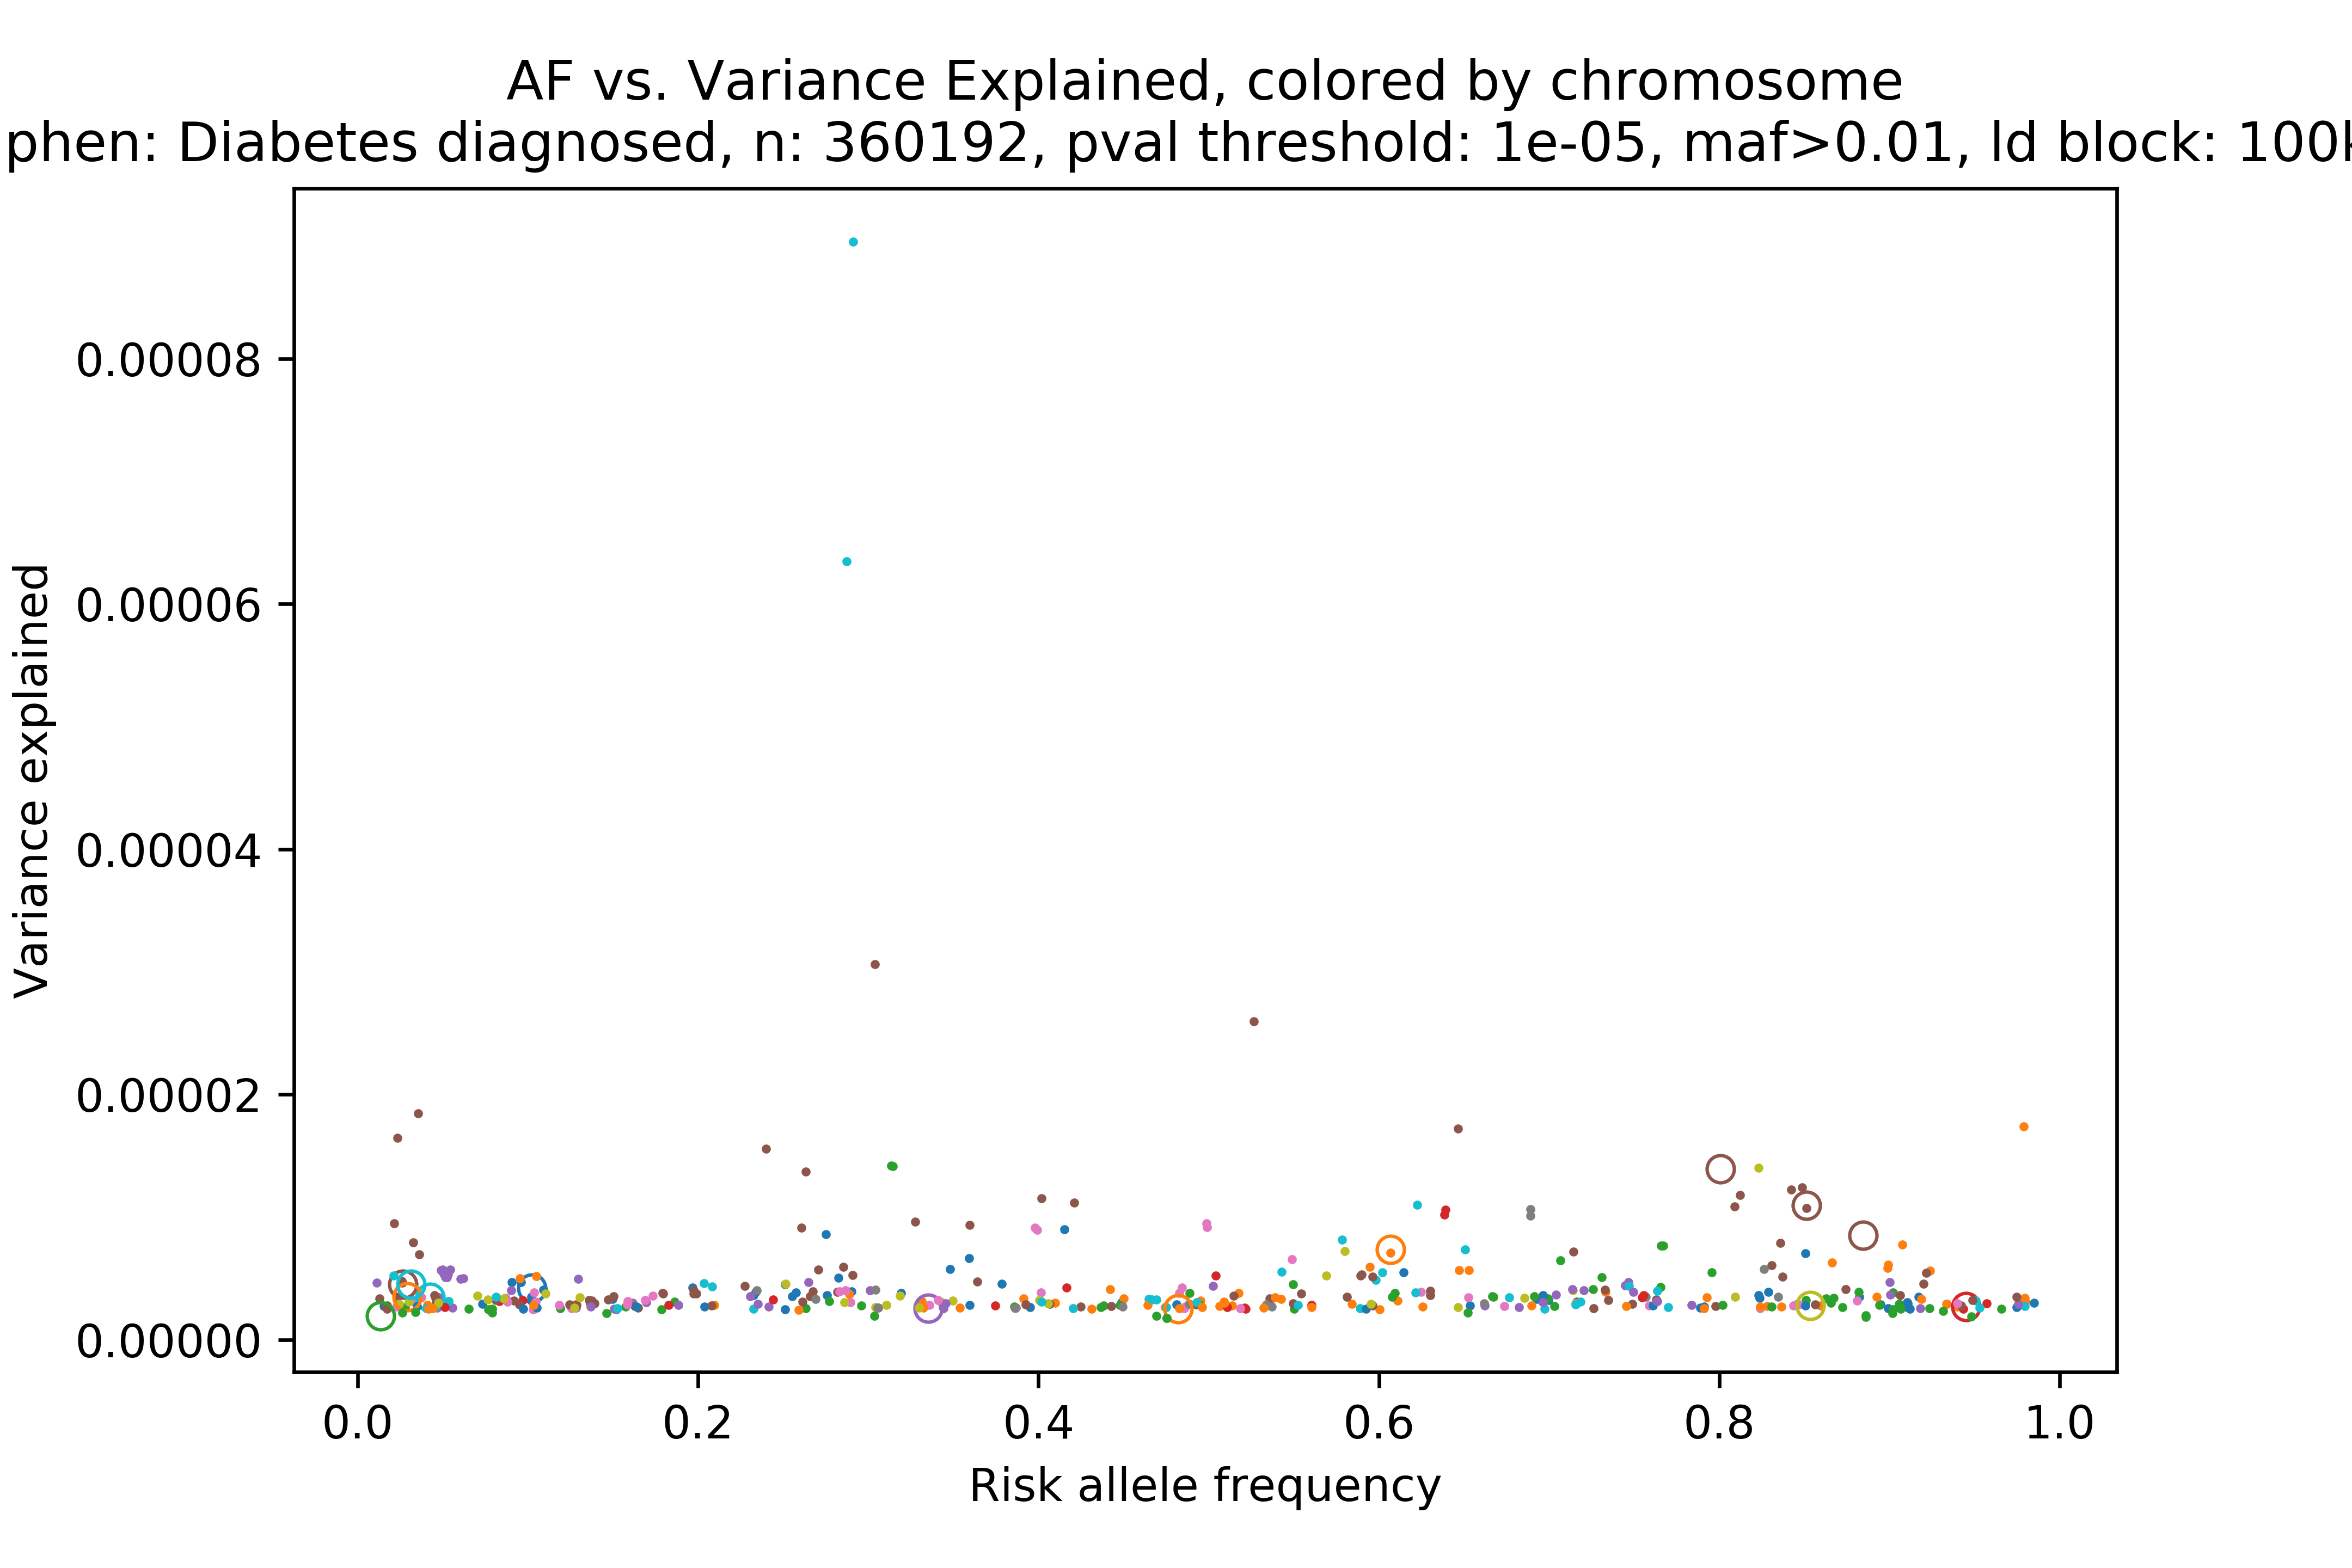 AF vs. Variance Explained, colored by chromosome
phen: Diabetes diagnosed, n: 360192, pval threshold: 1e-05, maf>0.01, ld block: 100
Variance explained
0.00008
0.00006
0.00004
0.00002
0.00000
0.0 0.2 0.4 0.6 0.8 1.0
Risk allele frequency